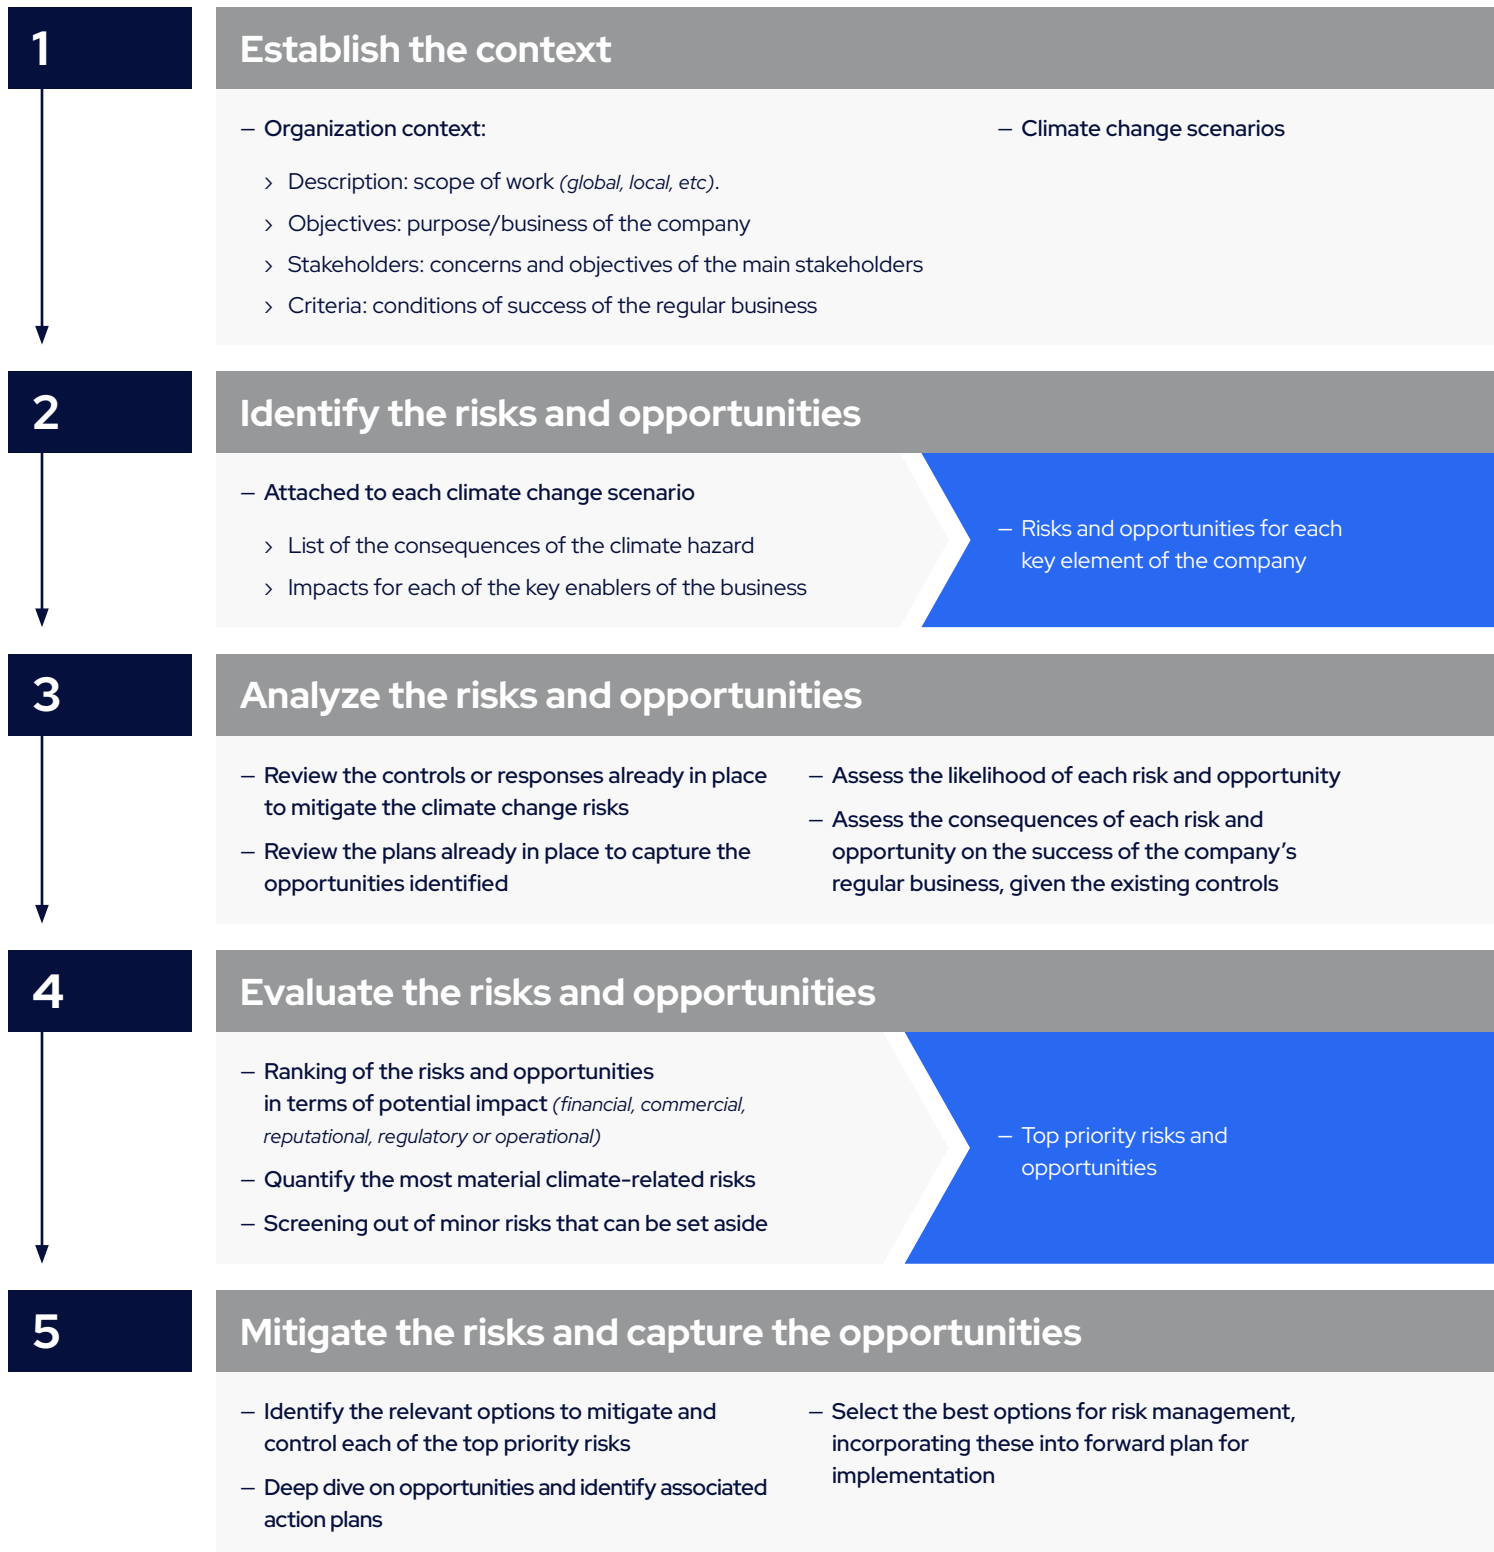 1
Establish the context
– Organization context:
› Description: scope of work (global, local, etc).
› Objectives: purpose/business of the company
› Stakeholders: concerns and objectives of the main stakeholders
› Criteria: conditions of success of the regular business
– Climate change scenarios
2
Identify the risks and opportunities
– Attached to each climate change scenario
› List of the consequences of the climate hazard
› Impacts for each of the key enablers of the business
– Risks and opportunities for each
key element of the company
3
Analyze the risks and opportunities
– Review the controls or responses already in place
to mitigate the climate change risks
– Review the plans already in place to capture the
opportunities identified
– Assess the likelihood of each risk and opportunity
– Assess the consequences of each risk and
opportunity on the success of the company’s
regular business, given the existing controls
4
Evaluate the risks and opportunities
– Ranking of the risks and opportunities
in terms of potential impact (financial, commercial,
reputational, regulatory or operational)
– Quantify the most material climate-related risks
– Screening out of minor risks that can be set aside
– Top priority risks and
opportunities
5
Mitigate the risks and capture the opportunities
– Identify the relevant options to mitigate and
control each of the top priority risks
– Deep dive on opportunities and identify associated
action plans
– Select the best options for risk management,
incorporating these into forward plan for
implementation